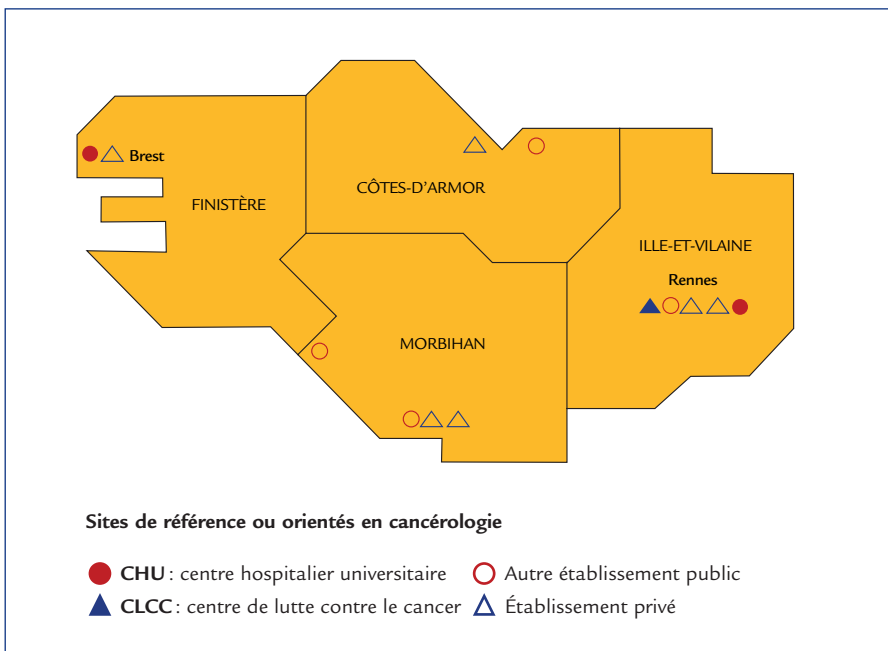 Brest
FINISTÈRE
CÔTES-D’ARMOR
ILLE-ET-VILAINE
Rennes
MORBIHAN
Sites de référence ou orientés en cancérologie
CHU : centre hospitalier universitaire
Autre établissement public
CLCC : centre de lutte contre le cancer
Établissement privé